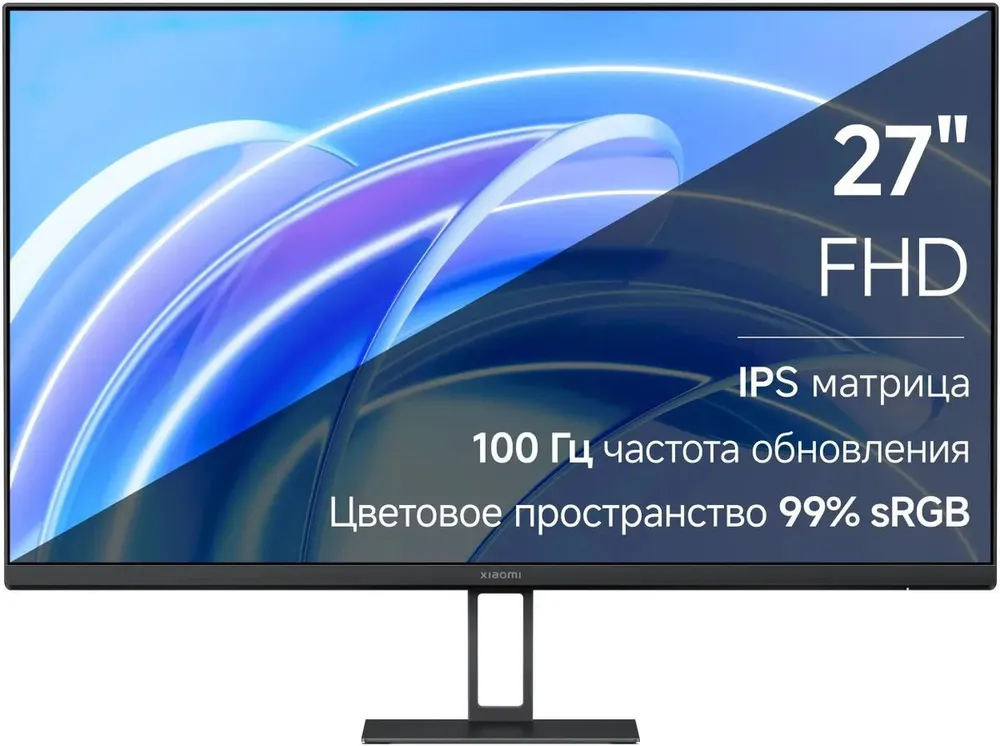 27"
FHD
IPS матрица
100 Гц частота обновления
Цветовое пространство 99% sRGB
xiaomi